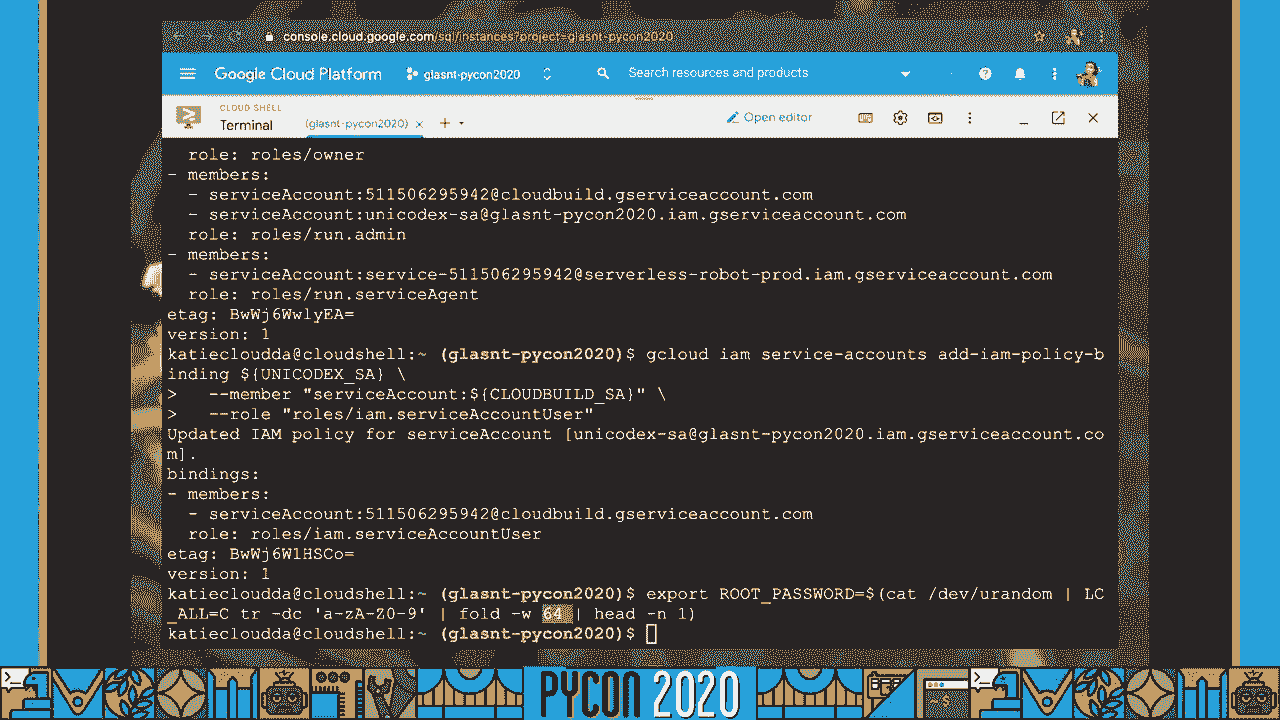 console.cloud.google.com/sql/instances?project=glasnt-pycon2020
Google Cloud Platform
glasnt-pycon2020
Search resources and products
CLOUD SHELL
Terminal
(glasnt-pycon2020)
Open editor
  role: roles/owner
- members:
  - serviceAccount:511506295942@cloudbuild.gserviceaccount.com
  - serviceAccount:unicodex-sa@glasnt-pycon2020.iam.gserviceaccount.com
  role: roles/run.admin
- members:
  - serviceAccount:service-511506295942@serverless-robot-prod.iam.gserviceaccount.com
  role: roles/run.serviceAgent
etag: BwWj6WwlyEA=
version: 1
katiecloudda@cloudshell:~ (glasnt-pycon2020)$ gcloud iam service-accounts add-iam-policy-b
inding ${UNICODEX_SA} \
>   --member "serviceAccount:${CLOUDBUILD_SA}" \
>   --role "roles/iam.serviceAccountUser"
Updated IAM policy for serviceAccount [unicodex-sa@glasnt-pycon2020.iam.gserviceaccount.co
m].
bindings:
- members:
  - serviceAccount:511506295942@cloudbuild.gserviceaccount.com
  role: roles/iam.serviceAccountUser
etag: BwWj6W1HSCo=
version: 1
katiecloudda@cloudshell:~ (glasnt-pycon2020)$ export ROOT_PASSWORD=$(cat /dev/urandom | LC
_ALL=C tr -dc 'a-zA-Z0-9' | fold -w 64 | head -n 1)
katiecloudda@cloudshell:~ (glasnt-pycon2020)$
PYCON 2020